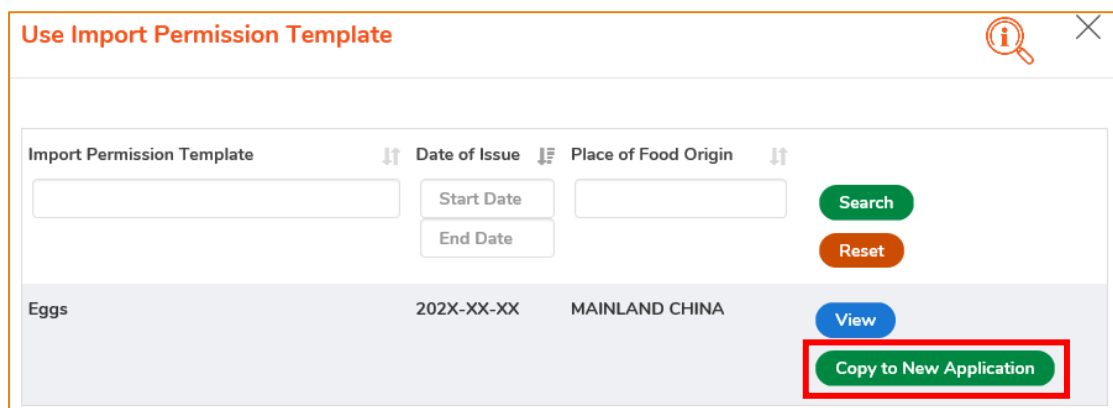 Use Import Permission Template
Import Permission Template Date of Issue Place of Food Origin
Start Date
Search
End Date
Reset
Eggs 202X-XX-XX MAINLAND CHINA
View
Copy to New Application